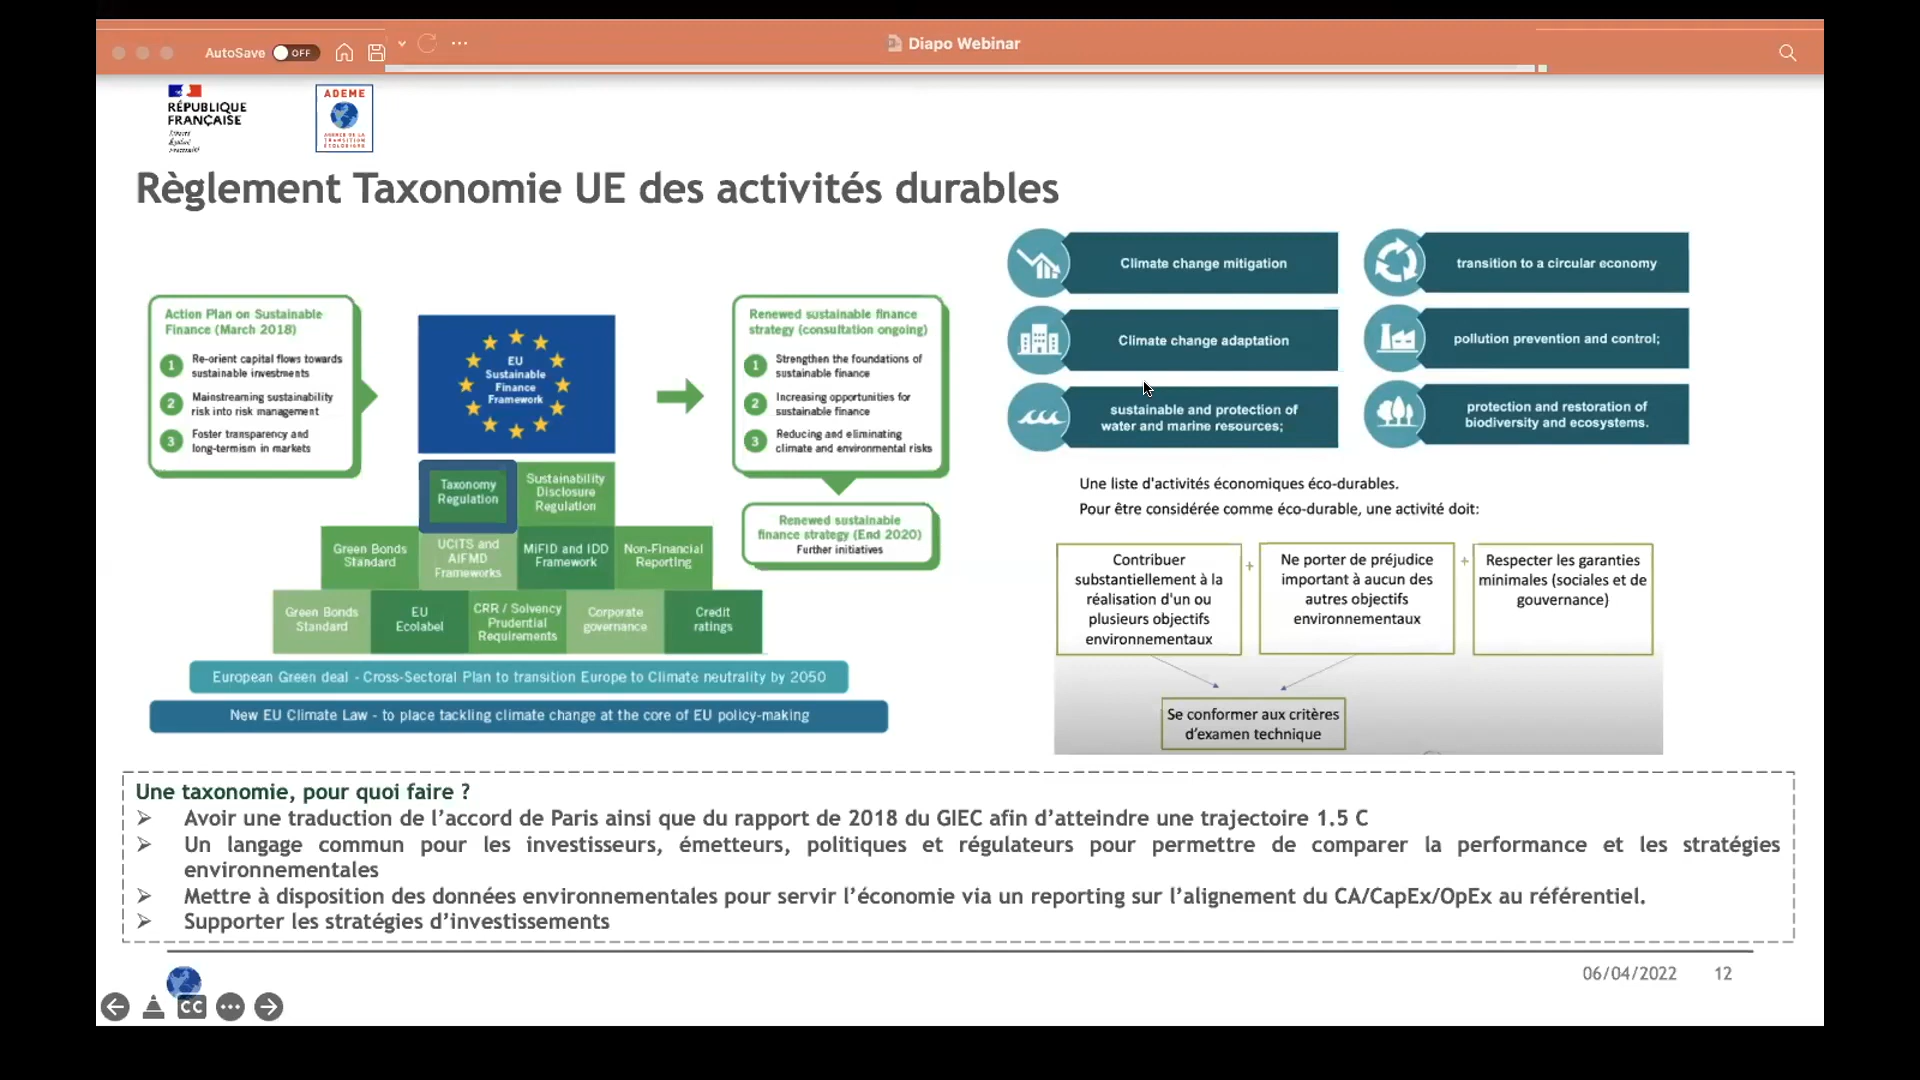 AutoSave OFF
Diapo Webinar
RÉPUBLIQUE
FRANÇAISE
Liberté
Égalité
Fraternité
ADEME
AGENCE DE LA
TRANSITION
ÉCOLOGIQUE
Règlement Taxonomie UE des activités durables
Action Plan on Sustainable
Finance (March 2018)
1 Re-orient capital flows towards
sustainable investments
2 Mainstreaming sustainability
risk into risk management
3 Foster transparency and
long-termism in markets
EU
Sustainable
Finance
Framework
Renewed sustainable finance
strategy (consultation ongoing)
1 Strengthen the foundations of
sustainable finance
2 Increasing opportunities for
sustainable finance
3 Reducing and eliminating
climate and environmental risks
Renewed sustainable
finance strategy (End 2020)
Further initiatives
Taxonomy
Regulation
Sustainability
Disclosure
Regulation
Green Bonds
Standard
UCITS and
AIFMD
Frameworks
MiFID and IDD
Framework
Non-Financial
Reporting
Green Bonds
Standard
EU
Ecolabel
CRR / Solvency
Prudential
Requirements
Corporate
governance
Credit
ratings
European Green deal - Cross-Sectoral Plan to transition Europe to Climate neutrality by 2050
New EU Climate Law - to place tackling climate change at the core of EU policy-making
Climate change mitigation
transition to a circular economy
Climate change adaptation
pollution prevention and control;
sustainable and protection of
water and marine resources;
protection and restoration of
biodiversity and ecosystems.
Une liste d'activités économiques éco-durables.
Pour être considérée comme éco-durable, une activité doit:
Contribuer
substantiellement à la
réalisation d'un ou
plusieurs objectifs
environnementaux
+
Ne porter de préjudice
important à aucun des
autres objectifs
environnementaux
+
Respecter les garanties
minimales (sociales et de
gouvernance)
Se conformer aux critères
d'examen technique
Une taxonomie, pour quoi faire ?
Avoir une traduction de l'accord de Paris ainsi que du rapport de 2018 du GIEC afin d'atteindre une trajectoire 1.5 C
Un langage commun pour les investisseurs, émetteurs, politiques et régulateurs pour permettre de comparer la performance et les stratégies
environnementales
Mettre à disposition des données environnementales pour servir l'économie via un reporting sur l'alignement du CA/CapEx/OpEx au référentiel.
Supporter les stratégies d'investissements
06/04/2022 12
CC